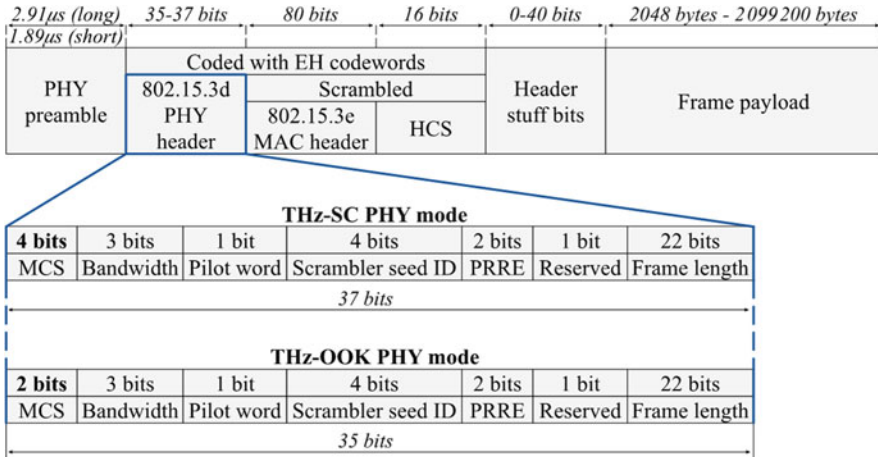 2.91μs (long) 35-37 bits 80 bits 16 bits 0-40 bits 2048 bytes - 2099200 bytes
1.89μs (short)
Coded with EH codewords
PHY preamble
802.15.3d PHY header
Scrambled
802.15.3e MAC header
HCS
Header stuff bits
Frame payload
THz-SC PHY mode
4 bits 3 bits 1 bit 4 bits 2 bits 1 bit 22 bits
MCS Bandwidth Pilot word Scrambler seed ID PRRE Reserved Frame length
37 bits
THz-OOK PHY mode
2 bits 3 bits 1 bit 4 bits 2 bits 1 bit 22 bits
MCS Bandwidth Pilot word Scrambler seed ID PRRE Reserved Frame length
35 bits